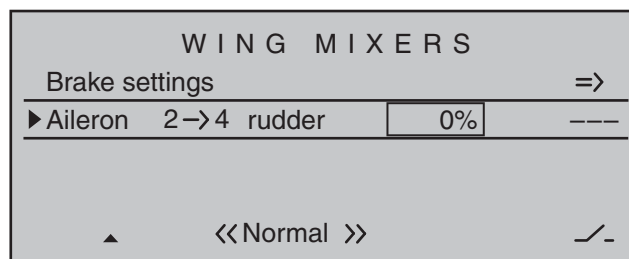 WING MIXERS
Brake settings =>
▶Aileron 2->4 rudder 0% ---
▲ <<Normal >>